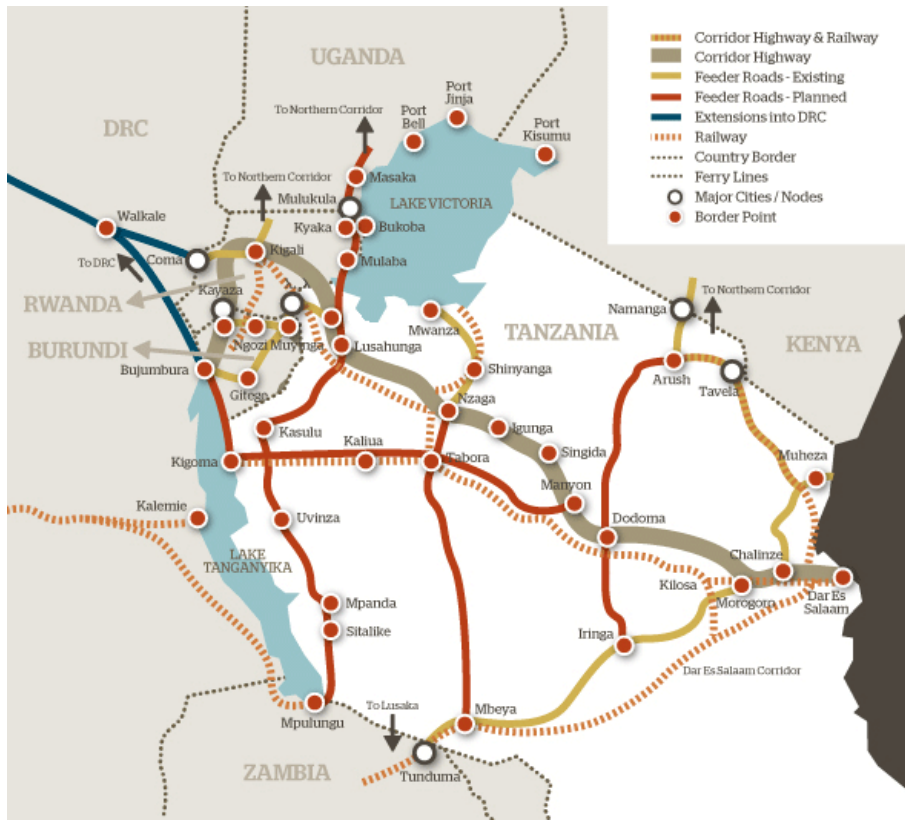 UGANDA
DRC
To Northern Corridor
Port
Bell
Port
Jinja
Port
Kisumu
Corridor Highway & Railway
Corridor Highway
Feeder Roads - Existing
Feeder Roads - Planned
Extensions into DRC
Railway
Country Border
Ferry Lines
Major Cities / Nodes
Border Point
To Northern Corridor
Masaka
Mulukula
LAKE VICTORIA
Walkale
Kyaka
Bukoba
Coma
Kigali
Mulaba
To DRC
Kayaza
RWANDA
To Northern Corridor
Namanga
Mwanza
TANZANIA
KENYA
BURUNDI
Ngozi
Muyinga
Lusahunga
Bujumbura
Shinyanga
Arush
Tavela
Gitega
Nzaga
Kasulu
Kaliua
Igunga
Singida
Muheza
Kigoma
Tabora
Manyon
Kalemie
Uvinza
Dodoma
LAKE
TANGANYIKA
Chalinze
Kilosa
Morogoro
Dar Es
Salaam
Mpanda
Sitalike
Iringa
Dar Es Salaam Corridor
Mpulungu
To Lusaka
Mbeya
ZAMBIA
Tunduma